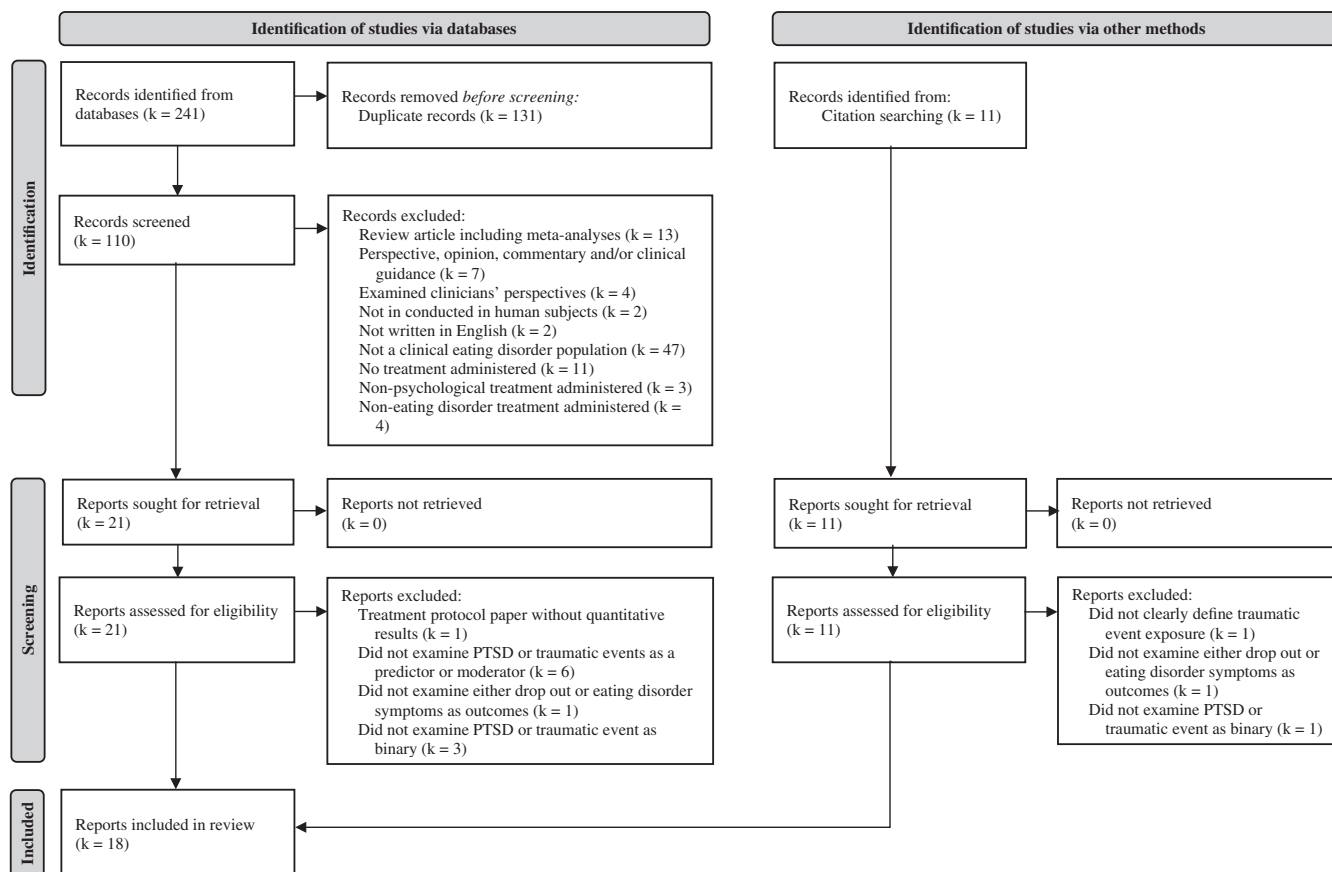 Identification of studies via databases
Identification of studies via other methods
Identification
Records identified from
databases (k = 241)
Records removed before screening:
Duplicate records (k = 131)
Records identified from:
Citation searching (k = 11)
Records screened
(k = 110)
Records excluded:
Review article including meta-analyses (k = 13)
Perspective, opinion, commentary and/or clinical
guidance (k = 7)
Examined clinicians’ perspectives (k = 4)
Not in conducted in human subjects (k = 2)
Not written in English (k = 2)
Not a clinical eating disorder population (k = 47)
No treatment administered (k = 11)
Non-psychological treatment administered (k = 3)
Non-eating disorder treatment administered (k =
4)
Screening
Reports sought for retrieval
(k = 21)
Reports not retrieved
(k = 0)
Reports sought for retrieval
(k = 11)
Reports not retrieved
(k = 0)
Reports assessed for eligibility
(k = 21)
Reports excluded:
Treatment protocol paper without quantitative
results (k = 1)
Did not examine PTSD or traumatic events as a
predictor or moderator (k = 6)
Did not examine either drop out or eating disorder
symptoms as outcomes (k = 1)
Did not examine PTSD or traumatic event as
binary (k = 3)
Reports assessed for eligibility
(k = 11)
Reports excluded:
Did not clearly define traumatic
event exposure (k = 1)
Did not examine either drop out or
eating disorder symptoms as
outcomes (k = 1)
Did not examine PTSD or
traumatic event as binary (k = 1)
Included
Reports included in review
(k = 18)